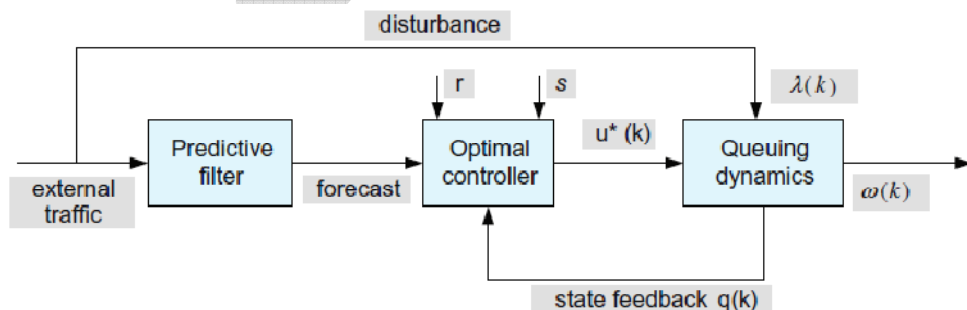 disturbance
r
s
λ(k)
u* (k)
Predictive
filter
Optimal
controller
Queuing
dynamics
external
traffic
forecast
ω(k)
state feedback q(k)